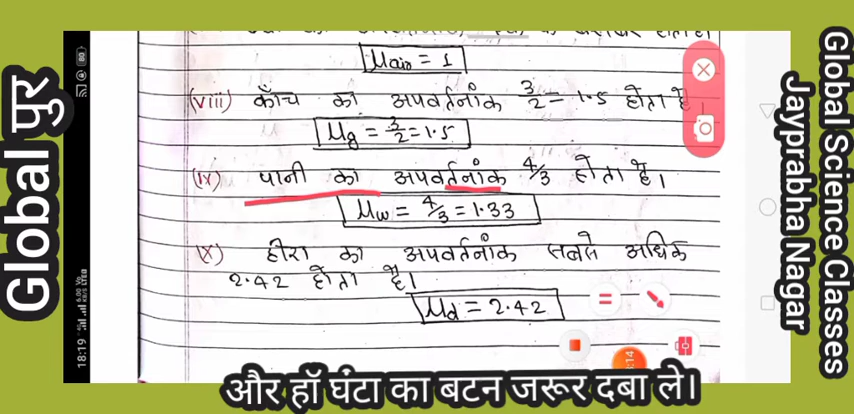 μair = 1
(viii) काँच का अपवर्तनांक 3/2 = 1.5 होता है
μg = 3/2 = 1.5
(ix) पानी का अपवर्तनांक 4/3 होता है।
μw = 4/3 = 1.33
(x) हीरा का अपवर्तनांक सबसे अधिक
2.42 होता है।
μd = 2.42
और हॉ घंटा का बटन जरूर दबा ले।
Global पुर
Global Science Classes
Jayprabha Nagar
18:19
80